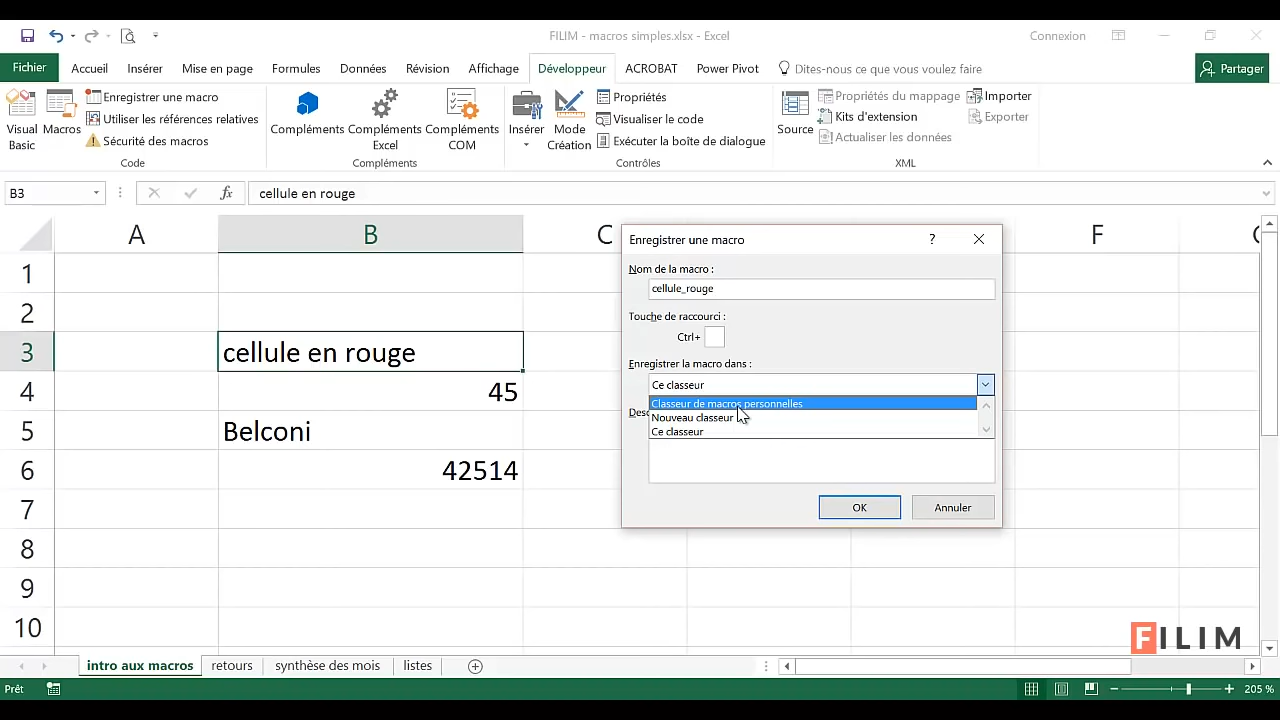 FILIM - macros simples.xlsx - Excel
Connexion
Fichier Accueil Insérer Mise en page Formules Données Révision Affichage Développeur ACROBAT Power Pivot Dites-nous ce que vous voulez faire Partager
Visual Basic
Macros
Enregistrer une macro
Utiliser les références relatives
Sécurité des macros
Code
Compléments
Compléments Excel
Compléments COM
Compléments
Insérer
Mode Création
Propriétés
Visualiser le code
Exécuter la boîte de dialogue
Contrôles
Source
Propriétés du mappage
Kits d'extension
Actualiser les données
Importer
Exporter
XML
B3
fx
cellule en rouge
A B C F
1
2
3 cellule en rouge
4 45
5 Belconi
6 42514
7
8
9
10
Enregistrer une macro ?
Nom de la macro :
cellule_rouge
Touche de raccourci :
Ctrl+
Enregistrer la macro dans :
Ce classeur
Classeur de macros personnelles
Nouveau classeur
Ce classeur
OK Annuler
FILIM
intro aux macros retours synthèse des mois listes
Prêt
205 %